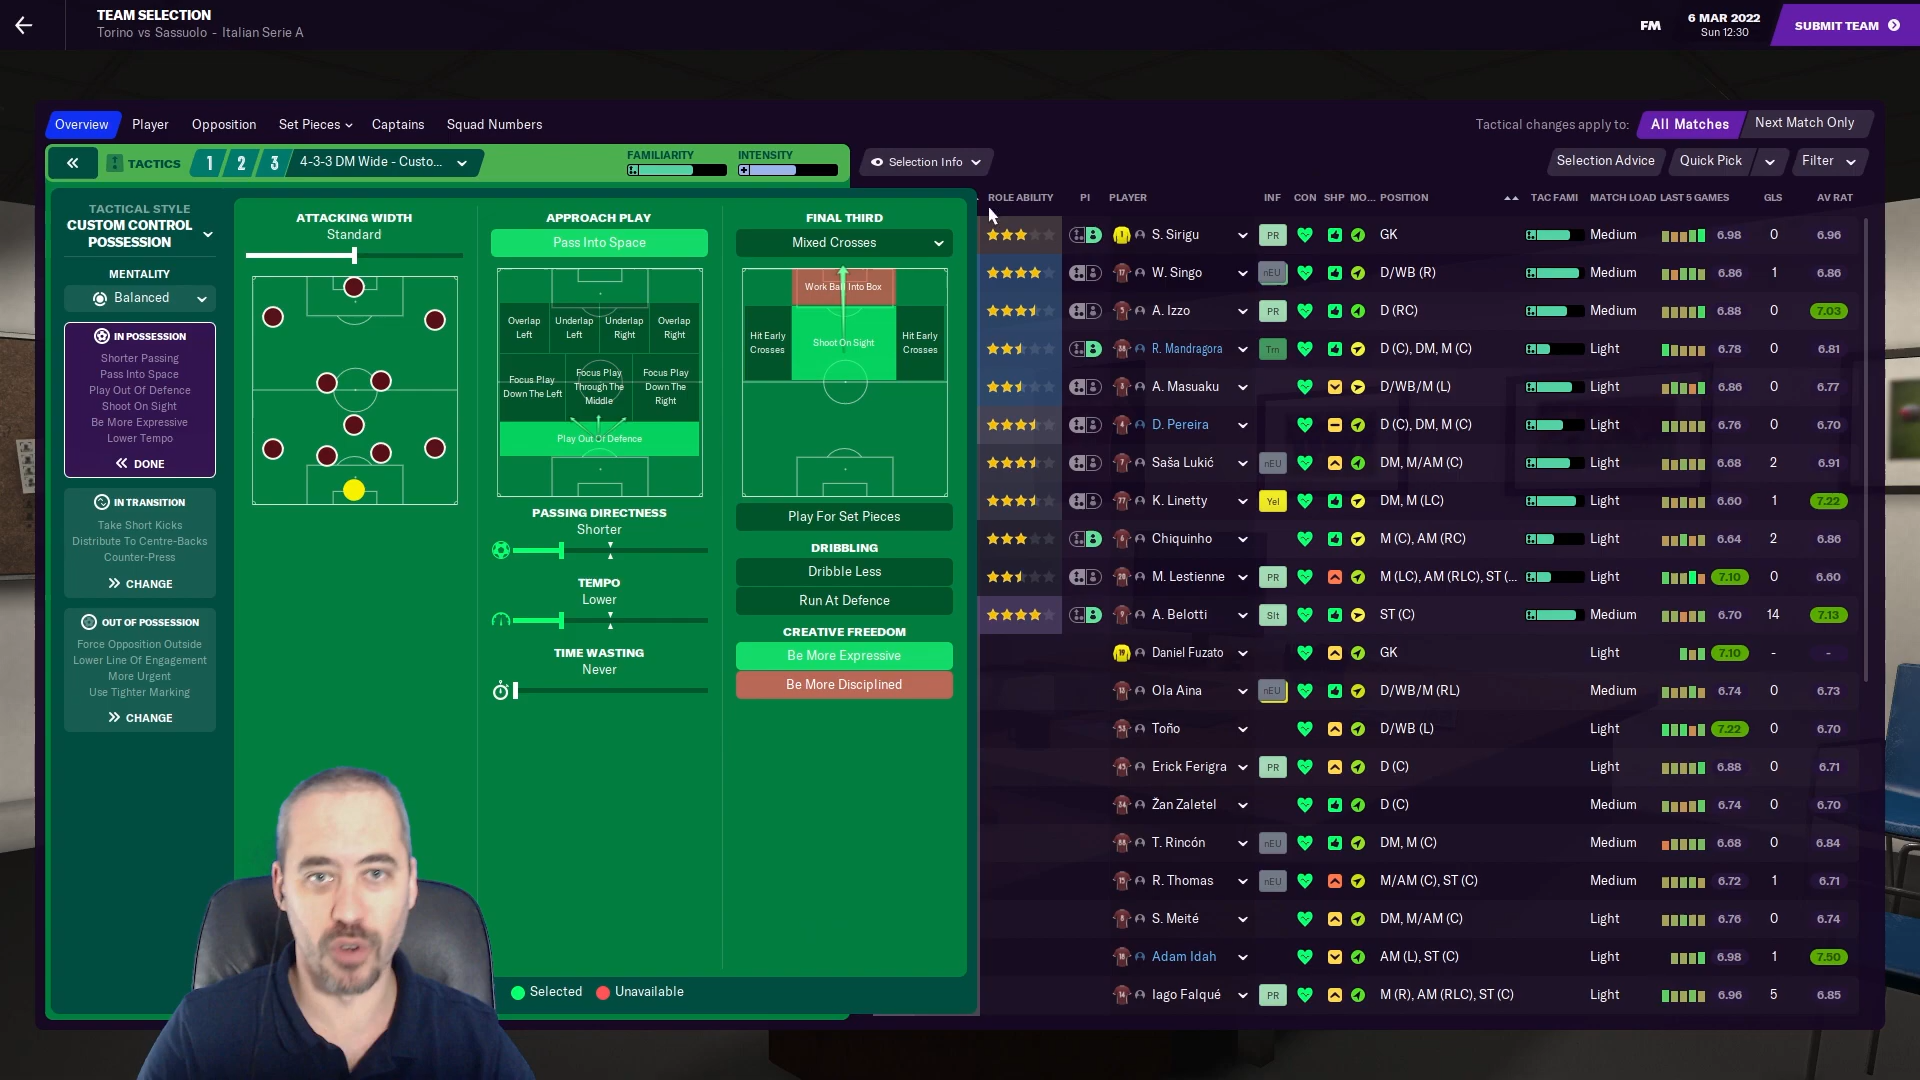 TEAM SELECTION
Torino vs Sassuolo - Italian Serie A
FM
6 MAR 2022
Sun 12:30
SUBMIT TEAM
Overview
Player
Opposition
Set Pieces
Captains
Squad Numbers
Tactical changes apply to:
All Matches
Next Match Only
TACTICS
1
2
3
4-3-3 DM Wide - Custo...
FAMILIARITY
INTENSITY
Selection Info
Selection Advice
Quick Pick
Filter
TACTICAL STYLE
CUSTOM CONTROL
POSSESSION
MENTALITY
Balanced
IN POSSESSION
Shorter Passing
Pass Into Space
Play Out Of Defence
Shoot On Sight
Be More Expressive
Lower Tempo
DONE
IN TRANSITION
Take Short Kicks
Distribute To Centre-Backs
Counter-Press
CHANGE
OUT OF POSSESSION
Force Opposition Outside
Lower Line Of Engagement
More Urgent
Use Tighter Marking
CHANGE
ATTACKING WIDTH
Standard
APPROACH PLAY
Pass Into Space
Overlap
Left
Underlap
Left
Underlap
Right
Overlap
Right
Focus Play
Down The Left
Focus Play
Through The
Middle
Focus Play
Down The
Right
Play Out Of Defence
PASSING DIRECTNESS
Shorter
TEMPO
Lower
TIME WASTING
Never
FINAL THIRD
Mixed Crosses
Work Ball Into Box
Hit Early
Crosses
Shoot On Sight
Hit Early
Crosses
Play For Set Pieces
DRIBBLING
Dribble Less
Run At Defence
CREATIVE FREEDOM
Be More Expressive
Be More Disciplined
Selected
Unavailable
ROLE ABILITY PI PLAYER INF CON SHP MO... POSITION TAC FAMI MATCH LOAD LAST 5 GAMES GLS AV RAT
S. Sirigu PR GK Medium 6.98 0 6.96
W. Singo nEU D/WB (R) Medium 6.86 1 6.86
A. Izzo PR D (RC) Medium 6.88 0 7.03
R. Mandragora Trn D (C), DM, M (C) Light 6.78 0 6.81
A. Masuaku D/WB/M (L) Light 6.86 0 6.77
D. Pereira D (C), DM, M (C) Light 6.76 0 6.70
Saša Lukić nEU DM, M/AM (C) Light 6.68 2 6.91
K. Linetty Yel DM, M (LC) Light 6.60 1 7.22
Chiquinho M (C), AM (RC) Light 6.64 2 6.86
M. Lestienne PR M (LC), AM (RLC), ST (... Light 7.10 0 6.60
A. Belotti Slt ST (C) Medium 6.70 14 7.13
Daniel Fuzato GK Light 7.10 - -
Ola Aina nEU D/WB/M (RL) Medium 6.74 0 6.73
Toño D/WB (L) Light 7.22 0 6.70
Erick Ferigra PR D (C) Light 6.88 0 6.71
Žan Zaletel D (C) Medium 6.74 0 6.70
T. Rincón nEU DM, M (C) Medium 6.68 0 6.84
R. Thomas nEU M/AM (C), ST (C) Medium 6.72 1 6.71
S. Meité DM, M/AM (C) Light 6.76 0 6.74
Adam Idah AM (L), ST (C) Light 6.98 1 7.50
Iago Falqué PR M (R), AM (RLC), ST (C) Light 6.96 5 6.85